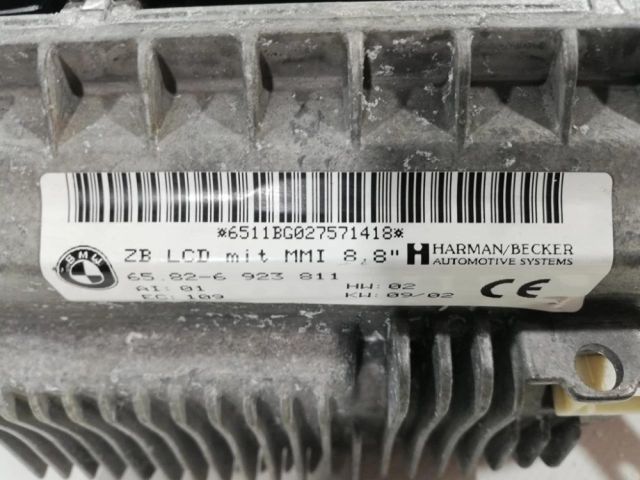 *6511BG027571418*
BMW ZB LCD mit MMI 8,8" H HARMAN/BECKER
AUTOMOTIVE SYSTEMS
65.82-6 923 811
AI: 01 HW: 02
EC: 109 KW: 09/02 CE